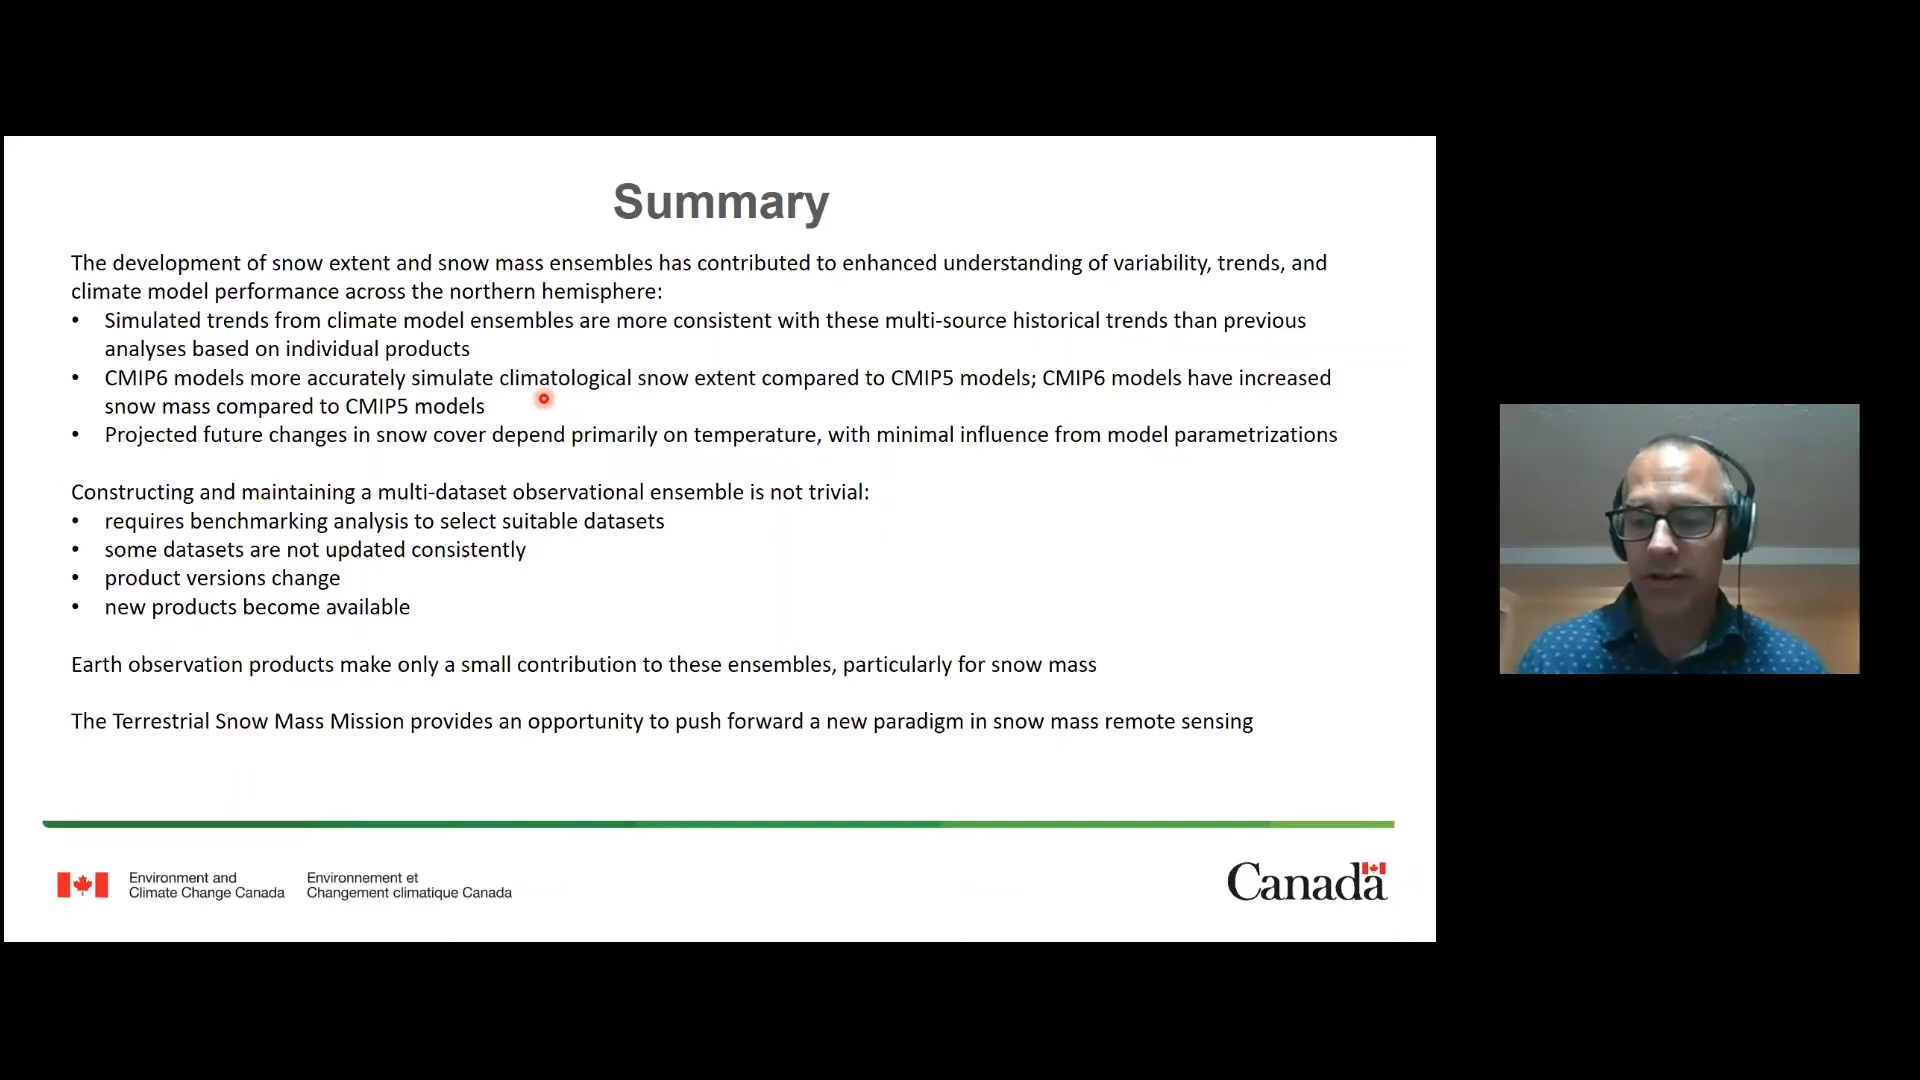 Summary
The development of snow extent and snow mass ensembles has contributed to enhanced understanding of variability, trends, and
climate model performance across the northern hemisphere:
• Simulated trends from climate model ensembles are more consistent with these multi-source historical trends than previous
analyses based on individual products
• CMIP6 models more accurately simulate climatological snow extent compared to CMIP5 models; CMIP6 models have increased
snow mass compared to CMIP5 models
• Projected future changes in snow cover depend primarily on temperature, with minimal influence from model parametrizations
Constructing and maintaining a multi-dataset observational ensemble is not trivial:
• requires benchmarking analysis to select suitable datasets
• some datasets are not updated consistently
• product versions change
• new products become available
Earth observation products make only a small contribution to these ensembles, particularly for snow mass
The Terrestrial Snow Mass Mission provides an opportunity to push forward a new paradigm in snow mass remote sensing
Environment and
Climate Change Canada
Environnement et
Changement climatique Canada
Canada